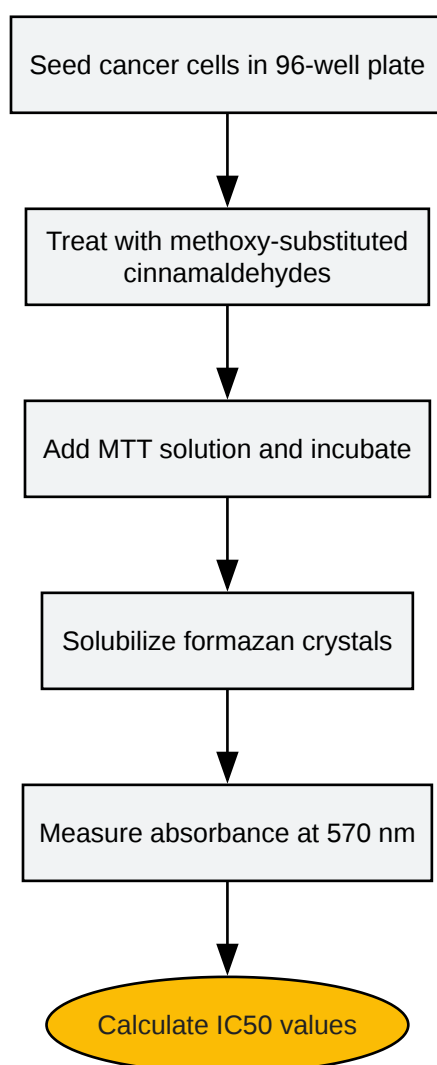 Seed cancer cells in 96-well plate
Treat with methoxy-substituted
cinnamaldehydes
Add MTT solution and incubate
Solubilize formazan crystals
Measure absorbance at 570 nm
Calculate IC50 values